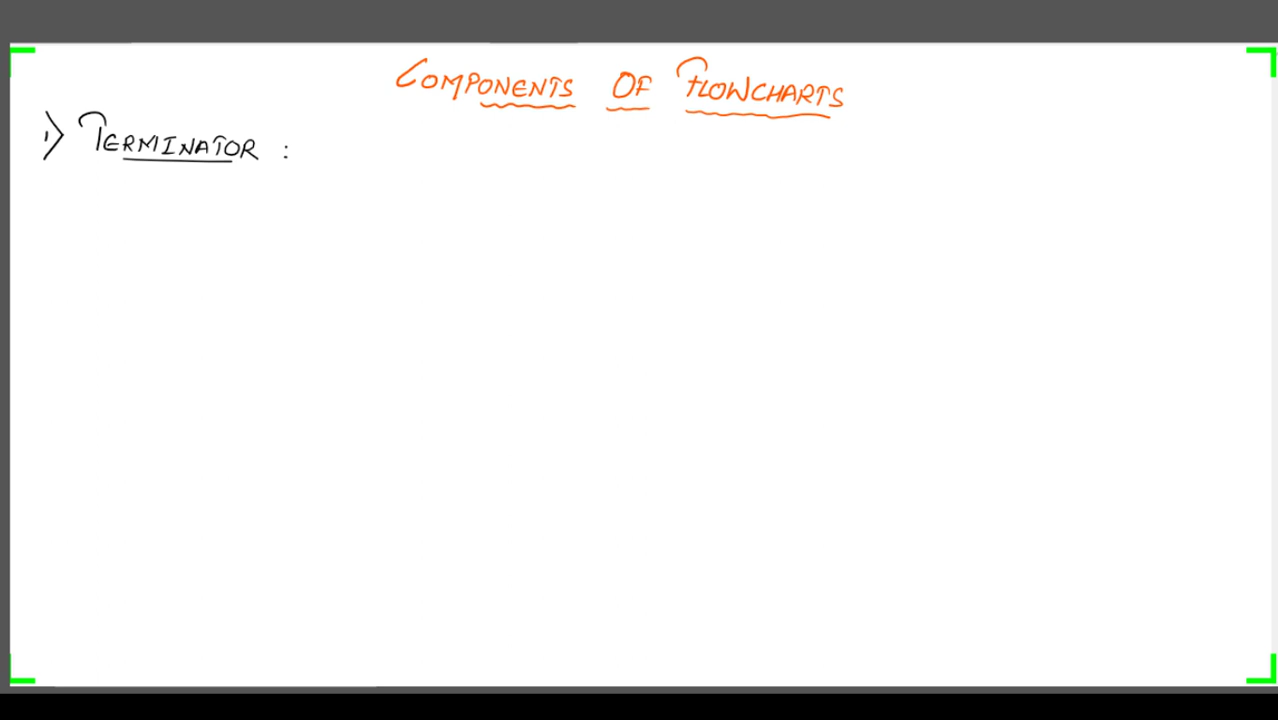 COMPONENTS OF FLOWCHARTS
1) TERMINATOR :